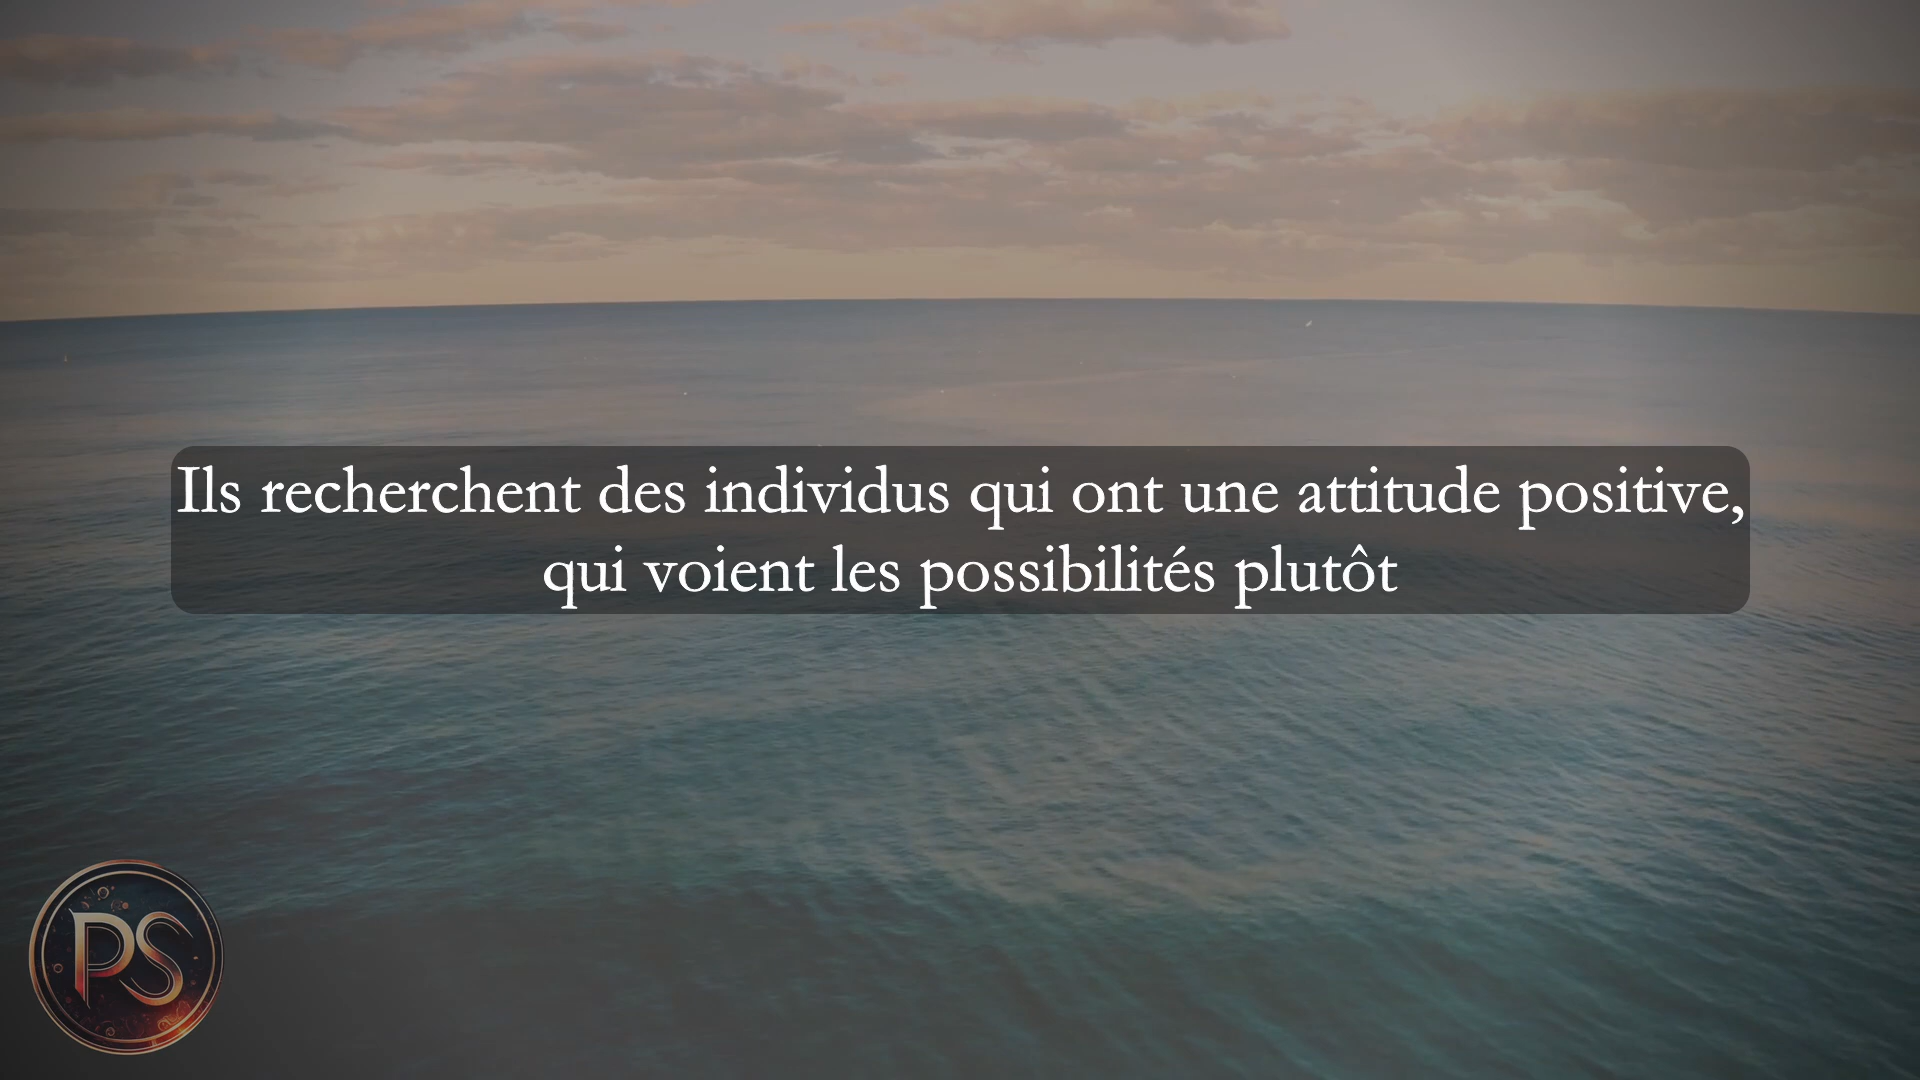 Ils recherchent des individus qui ont une attitude positive,
qui voient les possibilités plutôt
PS